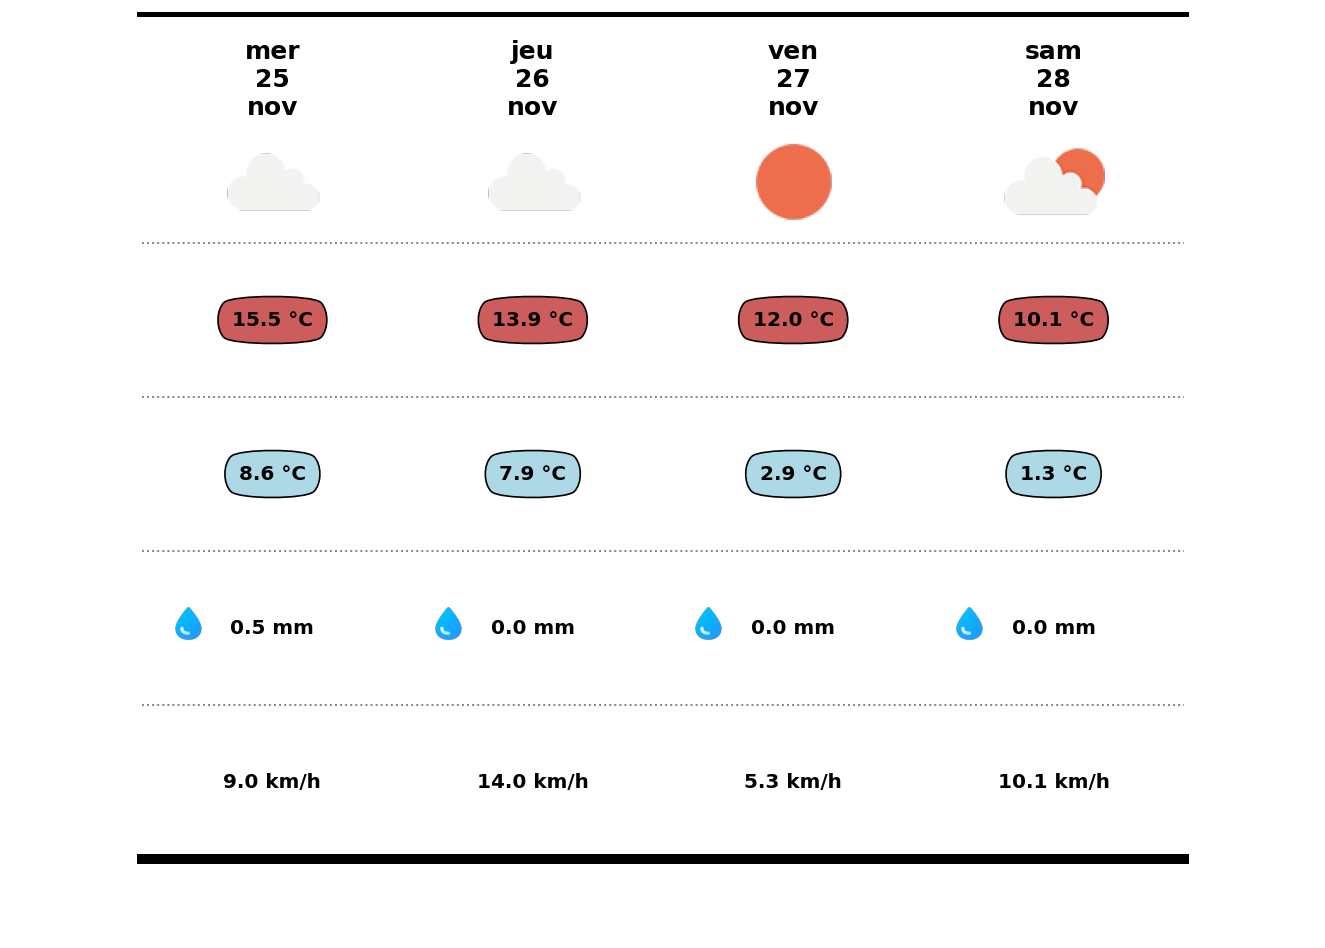 mer jeu ven sam
25 26 27 28
nov nov nov nov
15.5 °C 13.9 °C 12.0 °C 10.1 °C
8.6 °C 7.9 °C 2.9 °C 1.3 °C
0.5 mm 0.0 mm 0.0 mm 0.0 mm
9.0 km/h 14.0 km/h 5.3 km/h 10.1 km/h